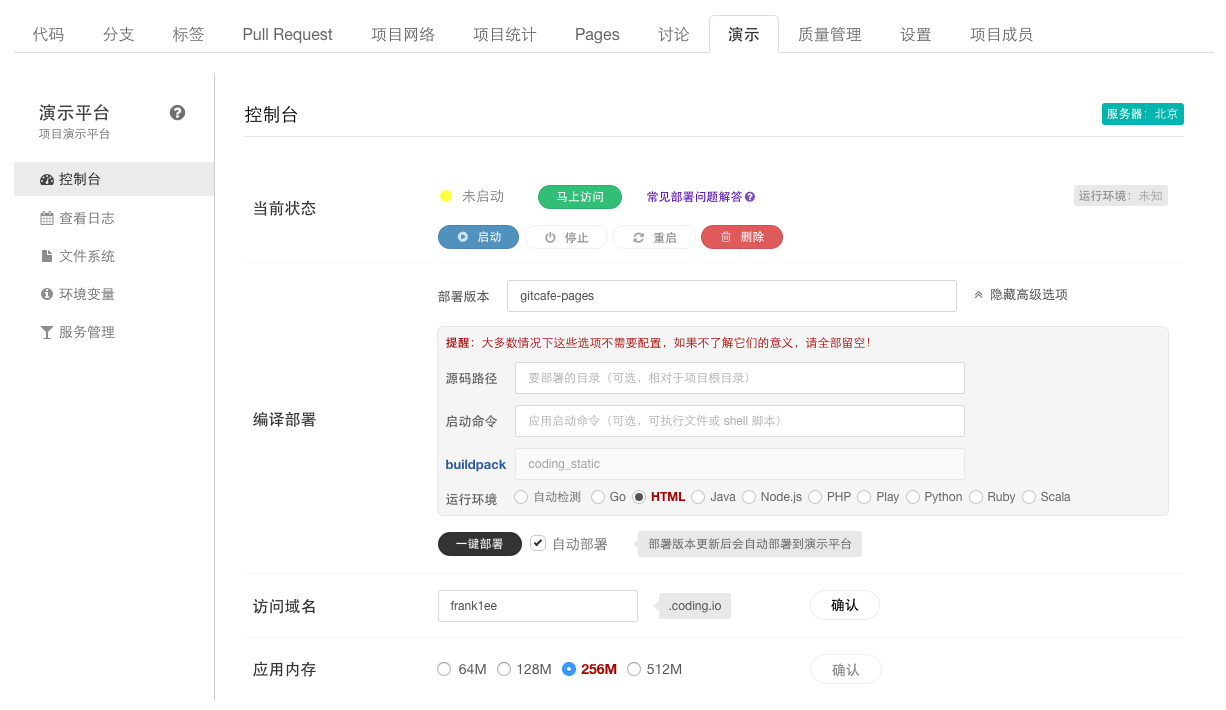 代码 分支 标签 Pull Request 项目网络 项目统计 Pages 讨论 演示 质量管理 设置 项目成员
演示平台
项目演示平台
控制台
查看日志
文件系统
环境变量
服务管理
控制台 服务器：北京
当前状态
未启动 马上访问 常见部署问题解答 运行环境：未知
启动 停止 重启 删除
编译部署
部署版本 gitcafe-pages 隐藏高级选项
提醒：大多数情况下这些选项不需要配置，如果不了解它们的意义，请全部留空！
源码路径 要部署的目录（可选，相对于项目根目录）
启动命令 应用启动命令（可选，可执行文件或 shell 脚本）
buildpack coding_static
运行环境 自动检测 Go HTML Java Node.js PHP Play Python Ruby Scala
一键部署 自动部署 部署版本更新后会自动部署到演示平台
访问域名 frank1ee .coding.io 确认
应用内存 64M 128M 256M 512M 确认